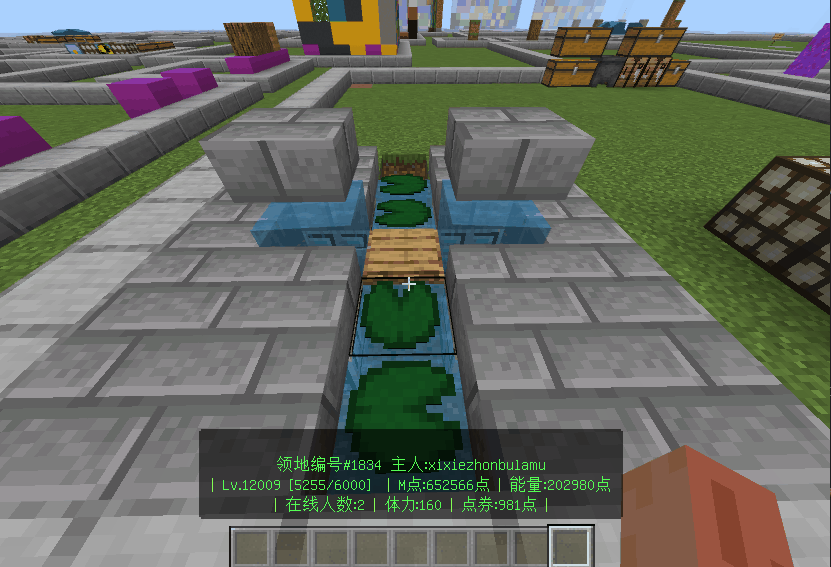 领地编号#1834 主人:xixiezhonbulamu
| Lv.12009 [5255/6000] | M点:652566点 | 能量:202980点
| 在线人数:2 | 体力:160 | 点券:981点 |